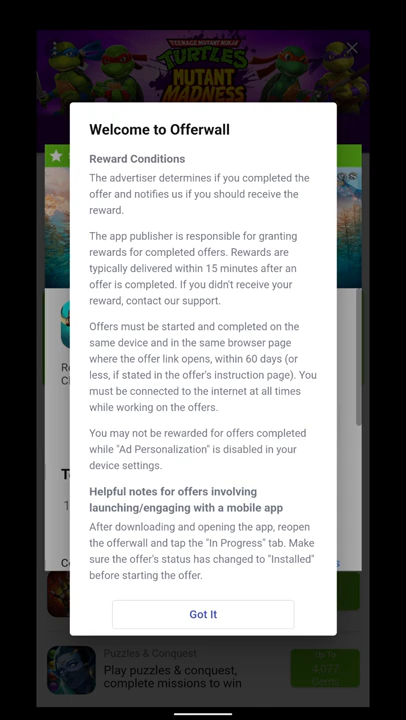 TEENAGE MUTANT NINJA
TURTLES
MUTANT
MADNESS
Welcome to Offerwall
Reward Conditions
The advertiser determines if you completed the
offer and notifies us if you should receive the
reward.
The app publisher is responsible for granting
rewards for completed offers. Rewards are
typically delivered within 15 minutes after an
offer is completed. If you didn't receive your
reward, contact our support.
Offers must be started and completed on the
same device and in the same browser page
where the offer link opens, within 60 days (or
less, if stated in the offer's instruction page). You
must be connected to the internet at all times
while working on the offers.
You may not be rewarded for offers completed
while "Ad Personalization" is disabled in your
device settings.
Helpful notes for offers involving
launching/engaging with a mobile app
After downloading and opening the app, reopen
the offerwall and tap the "In Progress" tab. Make
sure the offer's status has changed to "Installed"
before starting the offer.
Got It
Puzzles & Conquest
Play puzzles & conquest,
complete missions to win
Up To
4,077
Gems